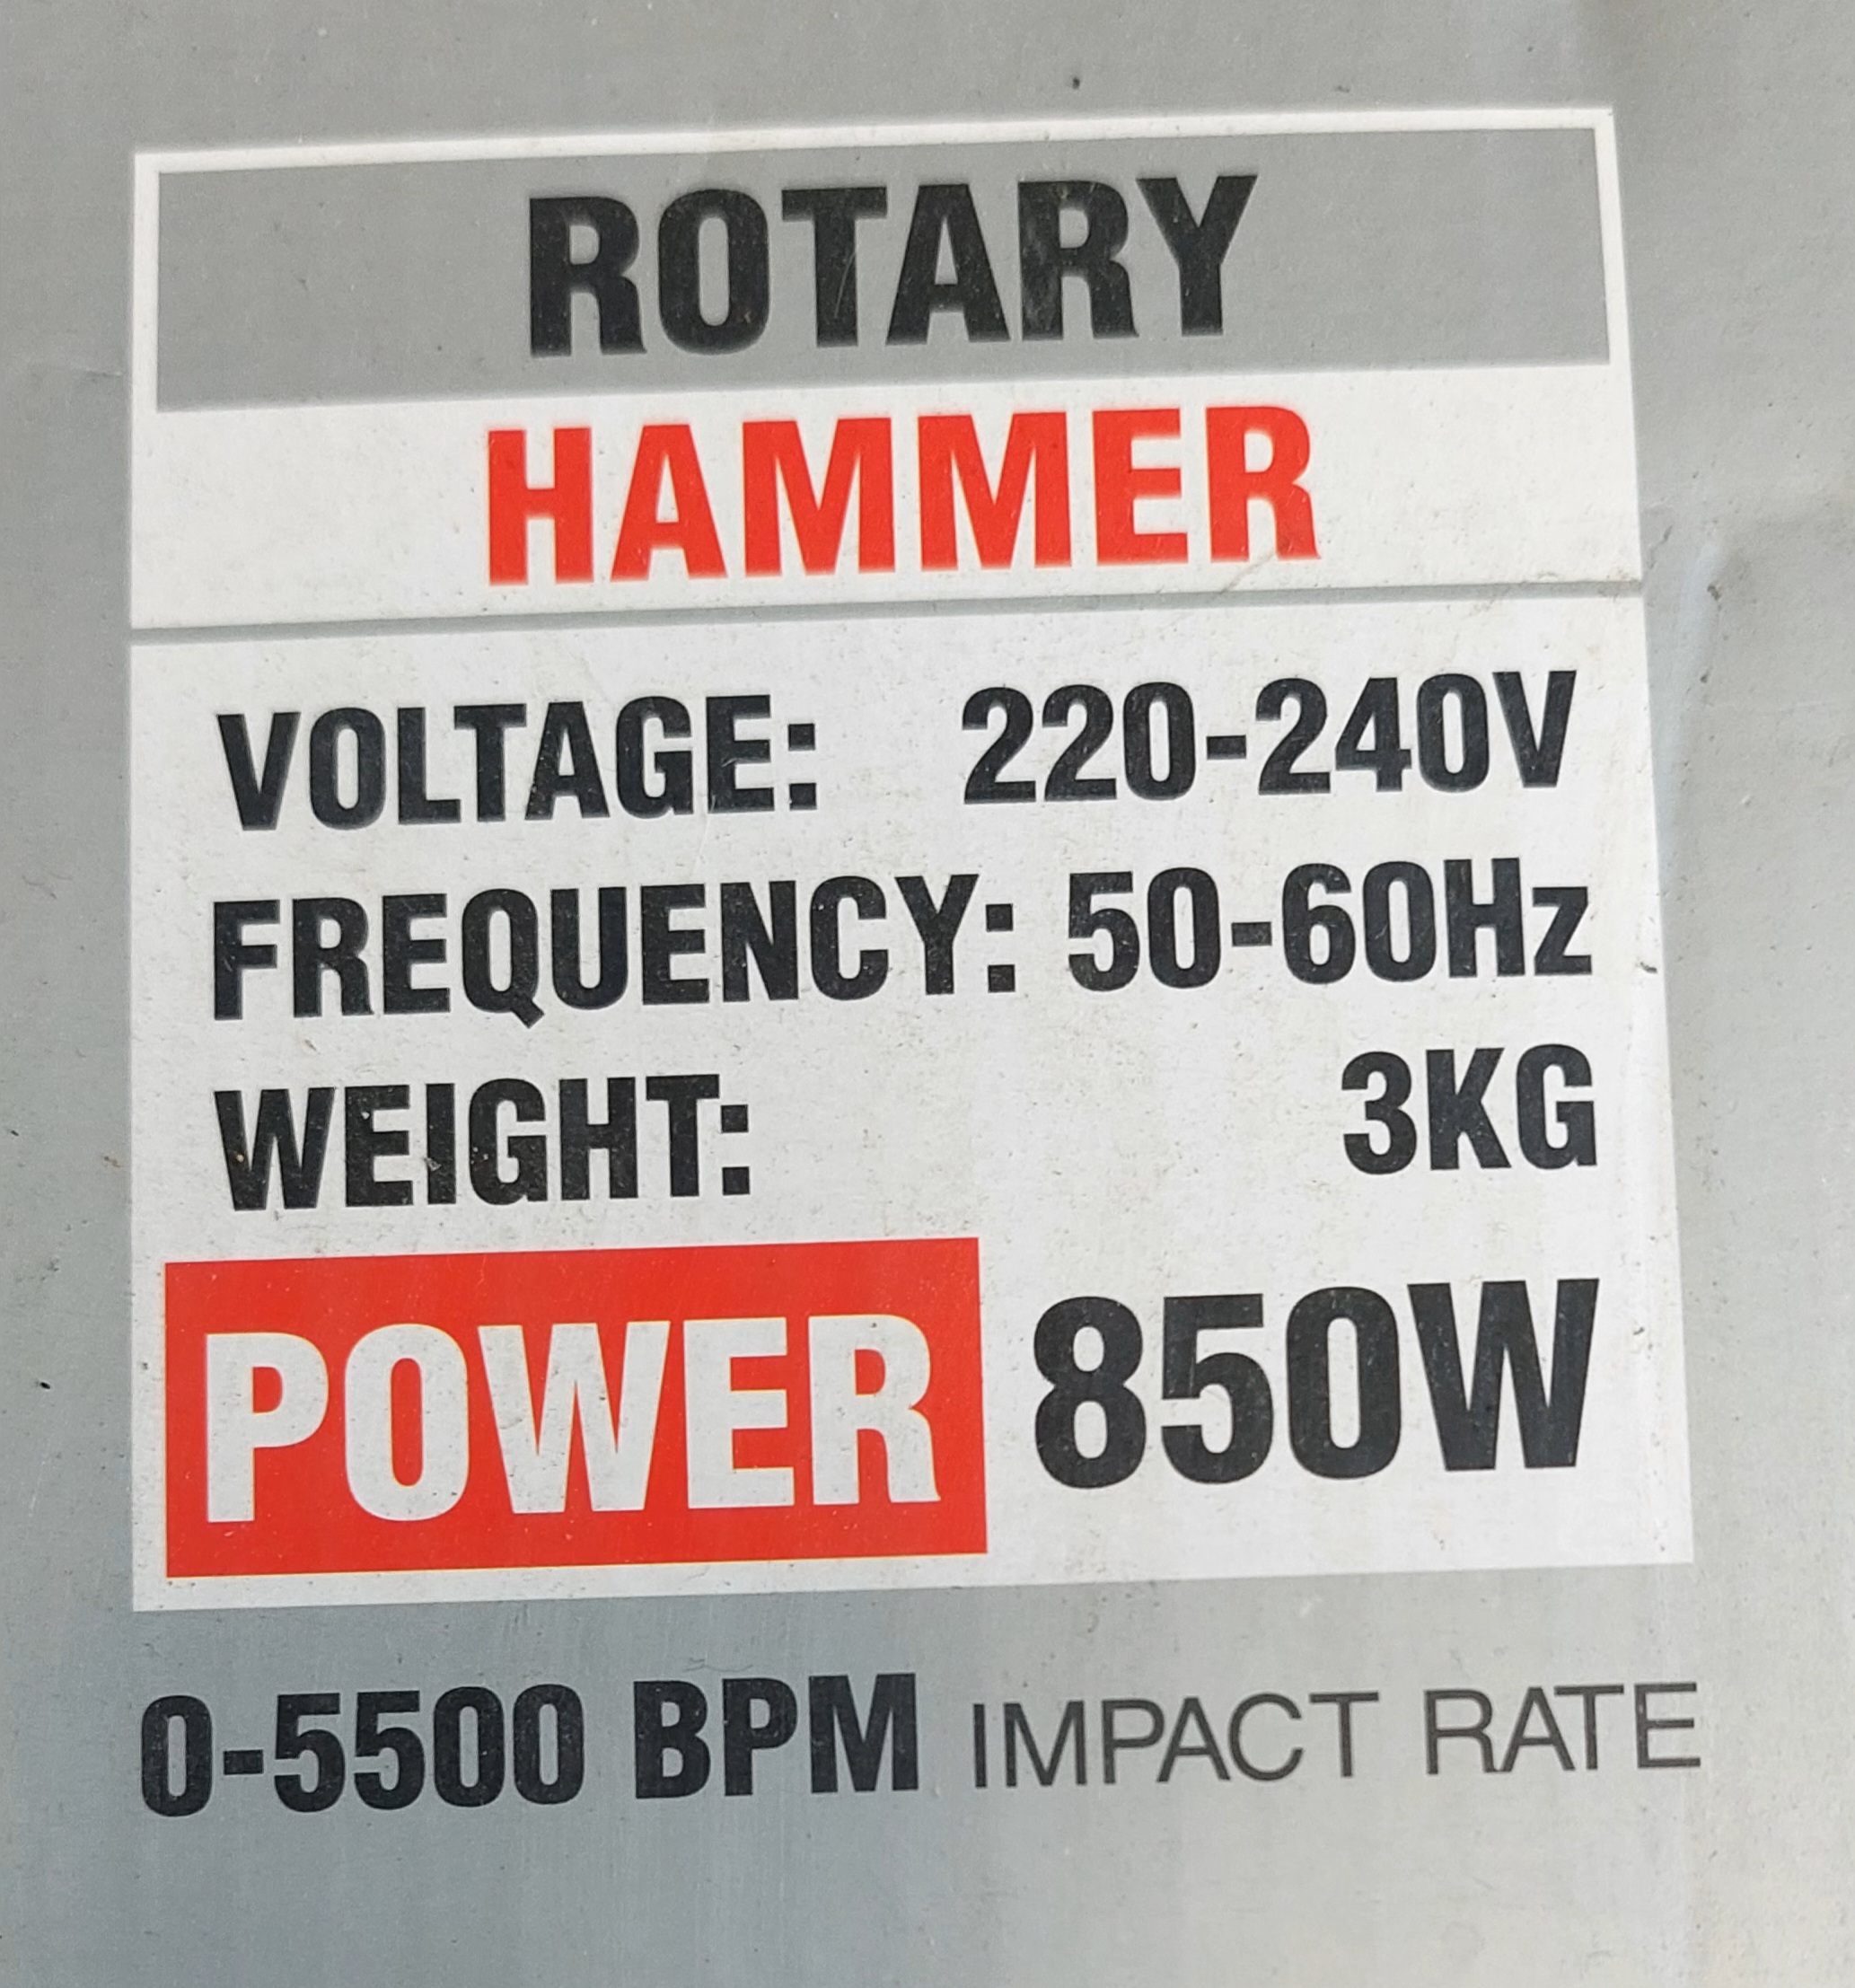 ROTARY
HAMMER
VOLTAGE: 220-240V
FREQUENCY: 50-60Hz
WEIGHT: 3KG
POWER 850W
0-5500 BPM IMPACT RATE